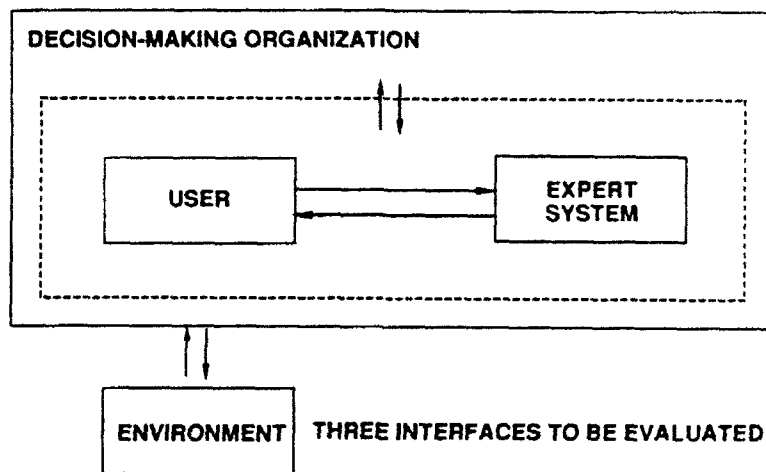 DECISION-MAKING ORGANIZATION
USER
EXPERT
SYSTEM
ENVIRONMENT
THREE INTERFACES TO BE EVALUATED